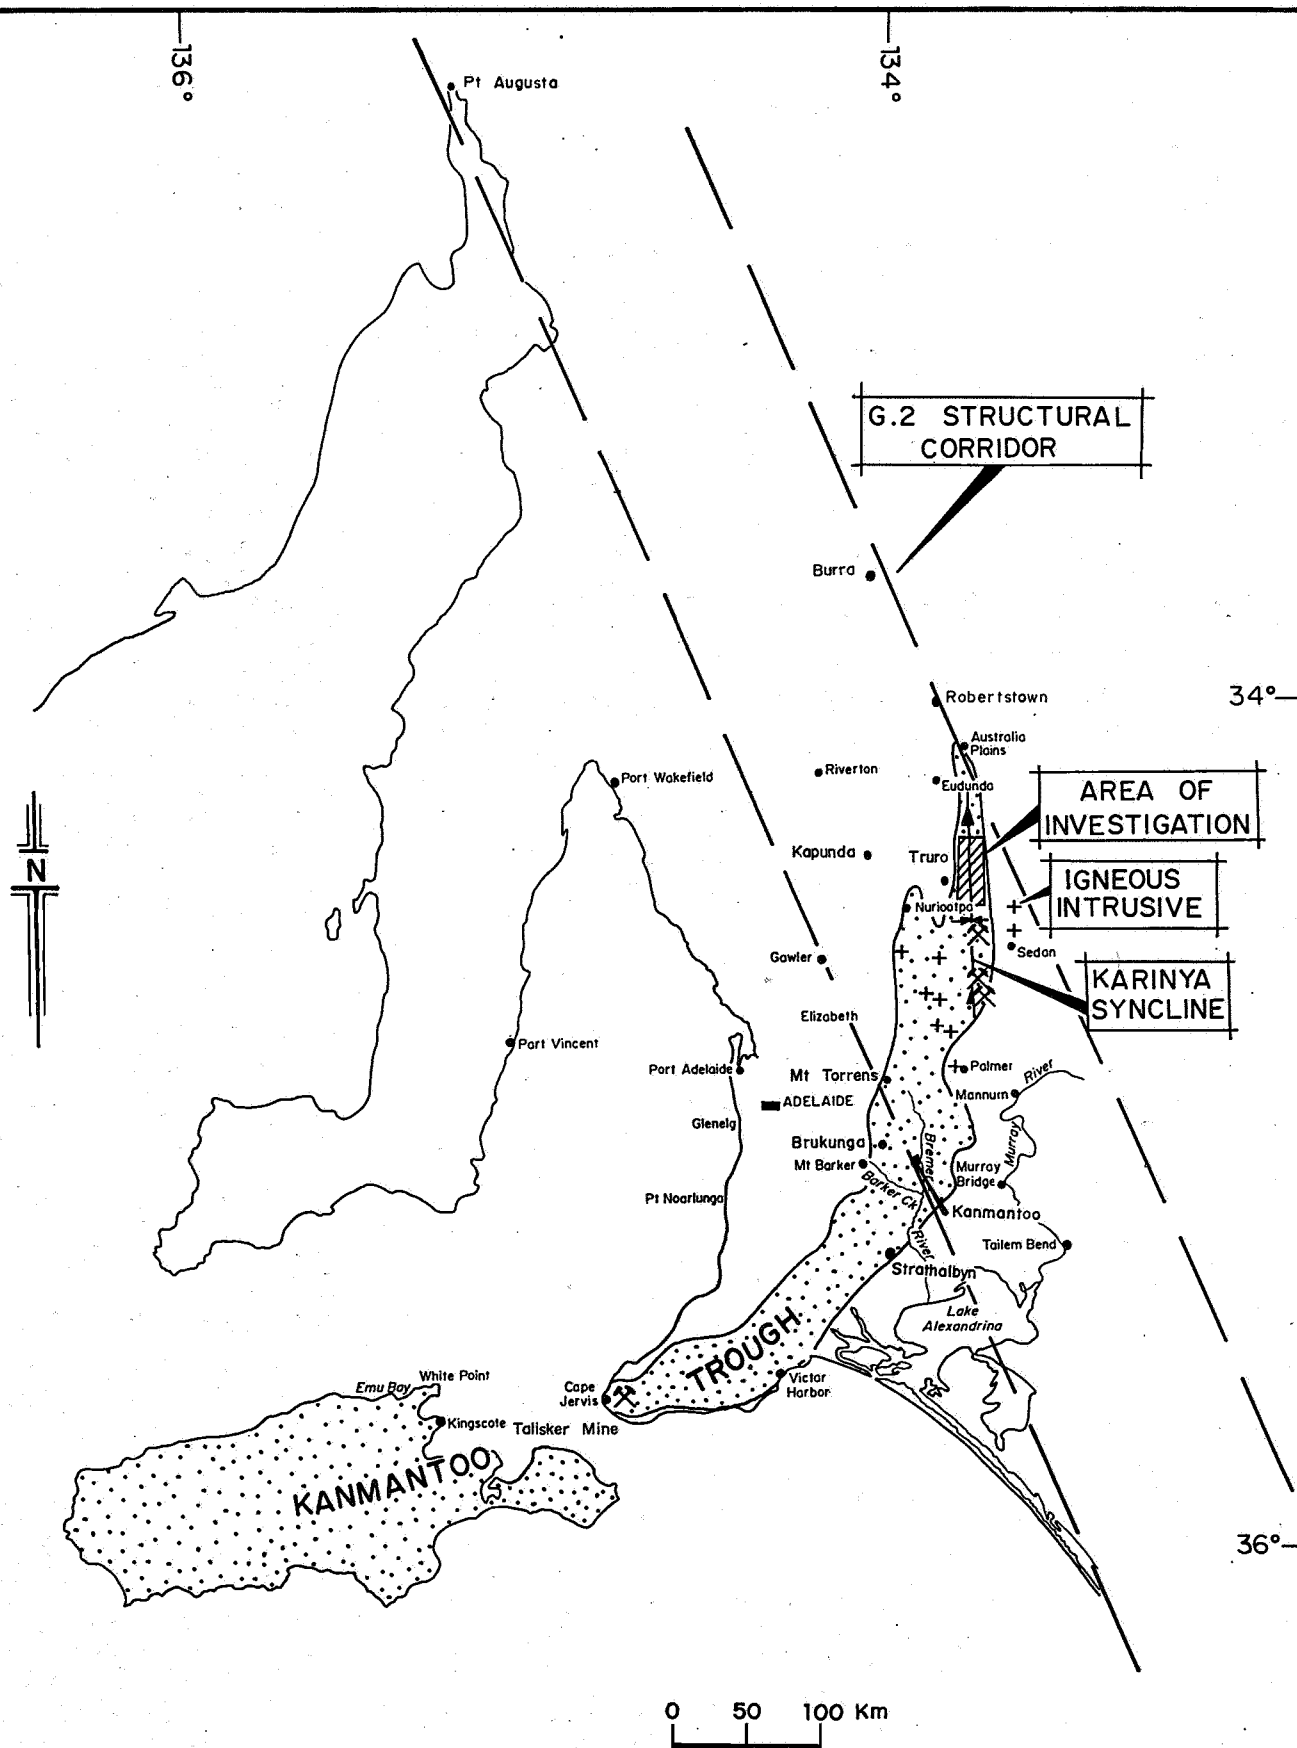 136°
134°
Pt Augusta
G.2 STRUCTURAL
CORRIDOR
Burra
34°
Robertstown
Australia
Plains
Riverton
Port Wakefield
Eudunda
AREA OF
INVESTIGATION
Kapunda
Truro
N
IGNEOUS
INTRUSIVE
Nuriootpa
Sedan
Gawler
KARINYA
SYNCLINE
Elizabeth
Port Vincent
Port Adelaide
Mt Torrens
Palmer
River
Mannum
ADELAIDE
Glenelg
Brukunga
Bremer
Murray
Mt Barker
Murray
Bridge
Barker Ck
Pt Noarlunga
Kanmantoo
River
Tailem Bend
Strathalbyn
Lake
Alexandrina
TROUGH
White Point
Emu Bay
Cape
Jervis
Victor
Harbor
Kingscote
Talisker Mine
KANMANTOO
36°
0 50 100 Km